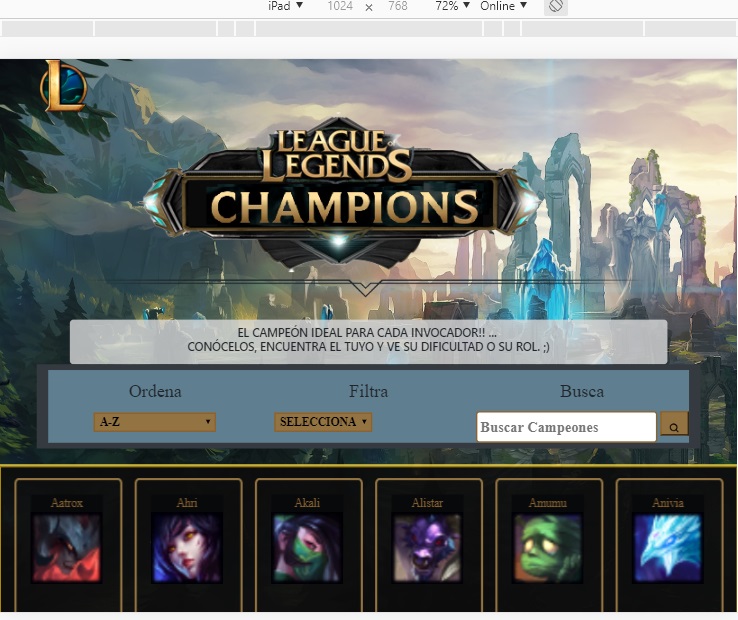 iPad ▼ 1024 × 768 72% ▼ Online ▼
LEAGUE OF
LEGENDS
CHAMPIONS
EL CAMPEÓN IDEAL PARA CADA INVOCADOR!! ...
CONÓCELOS, ENCUENTRA EL TUYO Y VE SU DIFICULTAD O SU ROL. ;)
Ordena Filtra Busca
A-Z SELECCIONA Buscar Campeones
Aatrox Ahri Akali Alistar Amumu Anivia